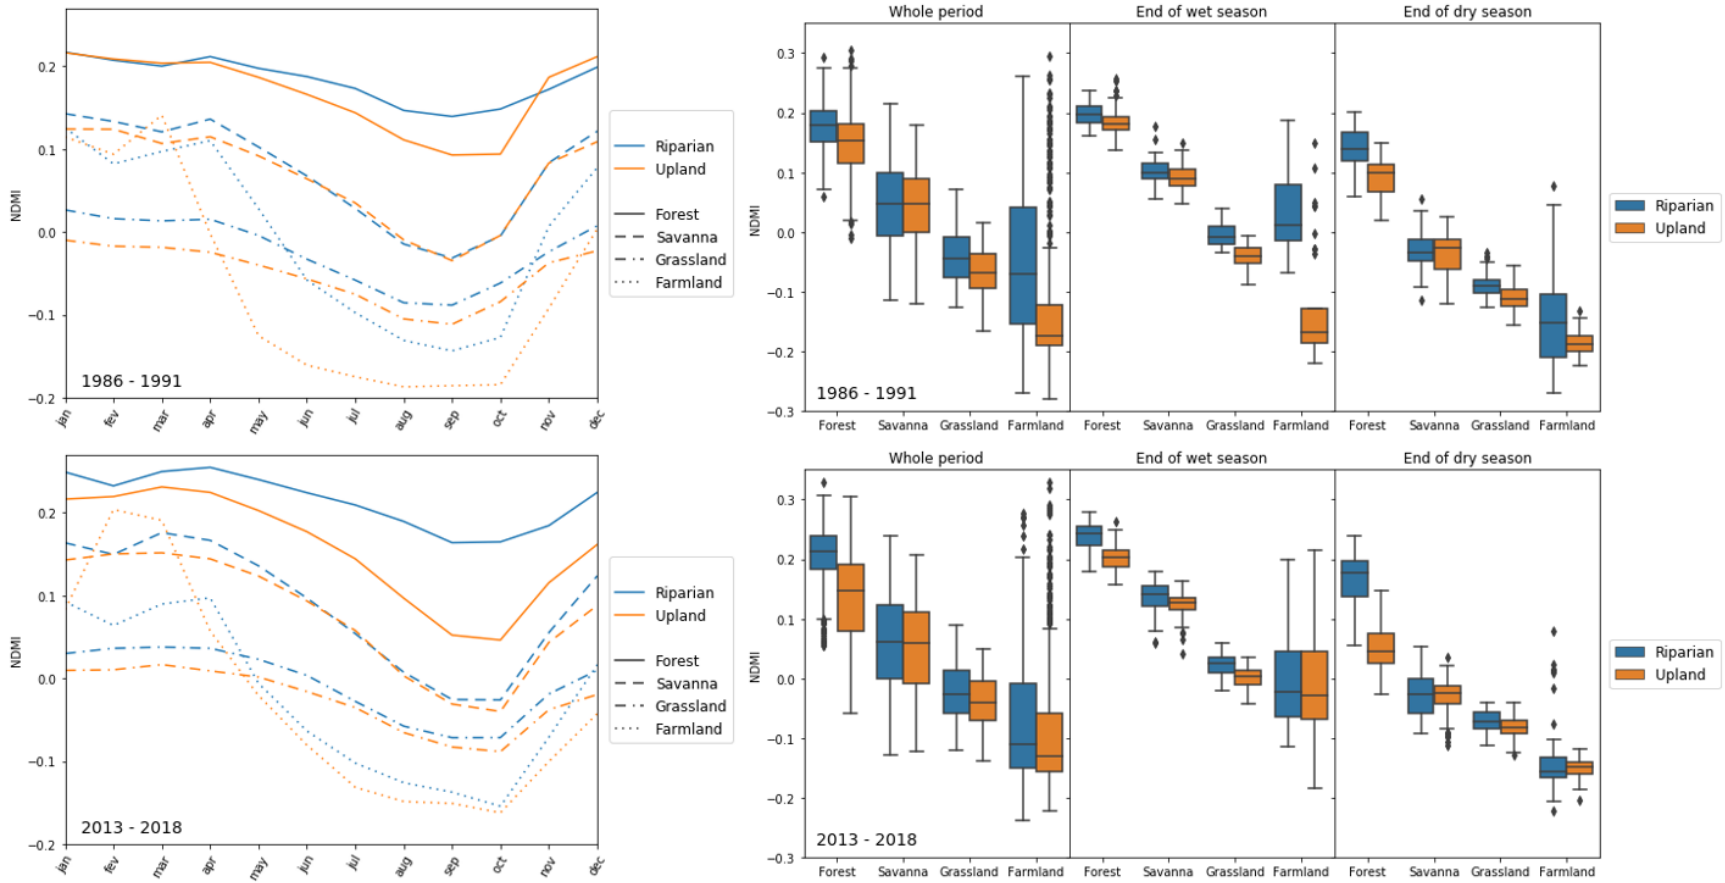 NDMI
0.2
0.1
0.0
−0.1
−0.2
jan
fev
mar
apr
may
jun
jul
aug
sep
oct
nov
dec
1986 - 1991
Riparian
Upland
Forest
Savanna
Grassland
Farmland
Whole period
End of wet season
End of dry season
NDMI
0.3
0.2
0.1
0.0
−0.1
−0.2
−0.3
1986 - 1991
Forest
Savanna
Grassland
Farmland
Forest
Savanna
Grassland
Farmland
Forest
Savanna
Grassland
Farmland
Riparian
Upland
NDMI
0.2
0.1
0.0
−0.1
−0.2
jan
fev
mar
apr
may
jun
jul
aug
sep
oct
nov
dec
2013 - 2018
Riparian
Upland
Forest
Savanna
Grassland
Farmland
Whole period
End of wet season
End of dry season
NDMI
0.3
0.2
0.1
0.0
−0.1
−0.2
−0.3
2013 - 2018
Forest
Savanna
Grassland
Farmland
Forest
Savanna
Grassland
Farmland
Forest
Savanna
Grassland
Farmland
Riparian
Upland